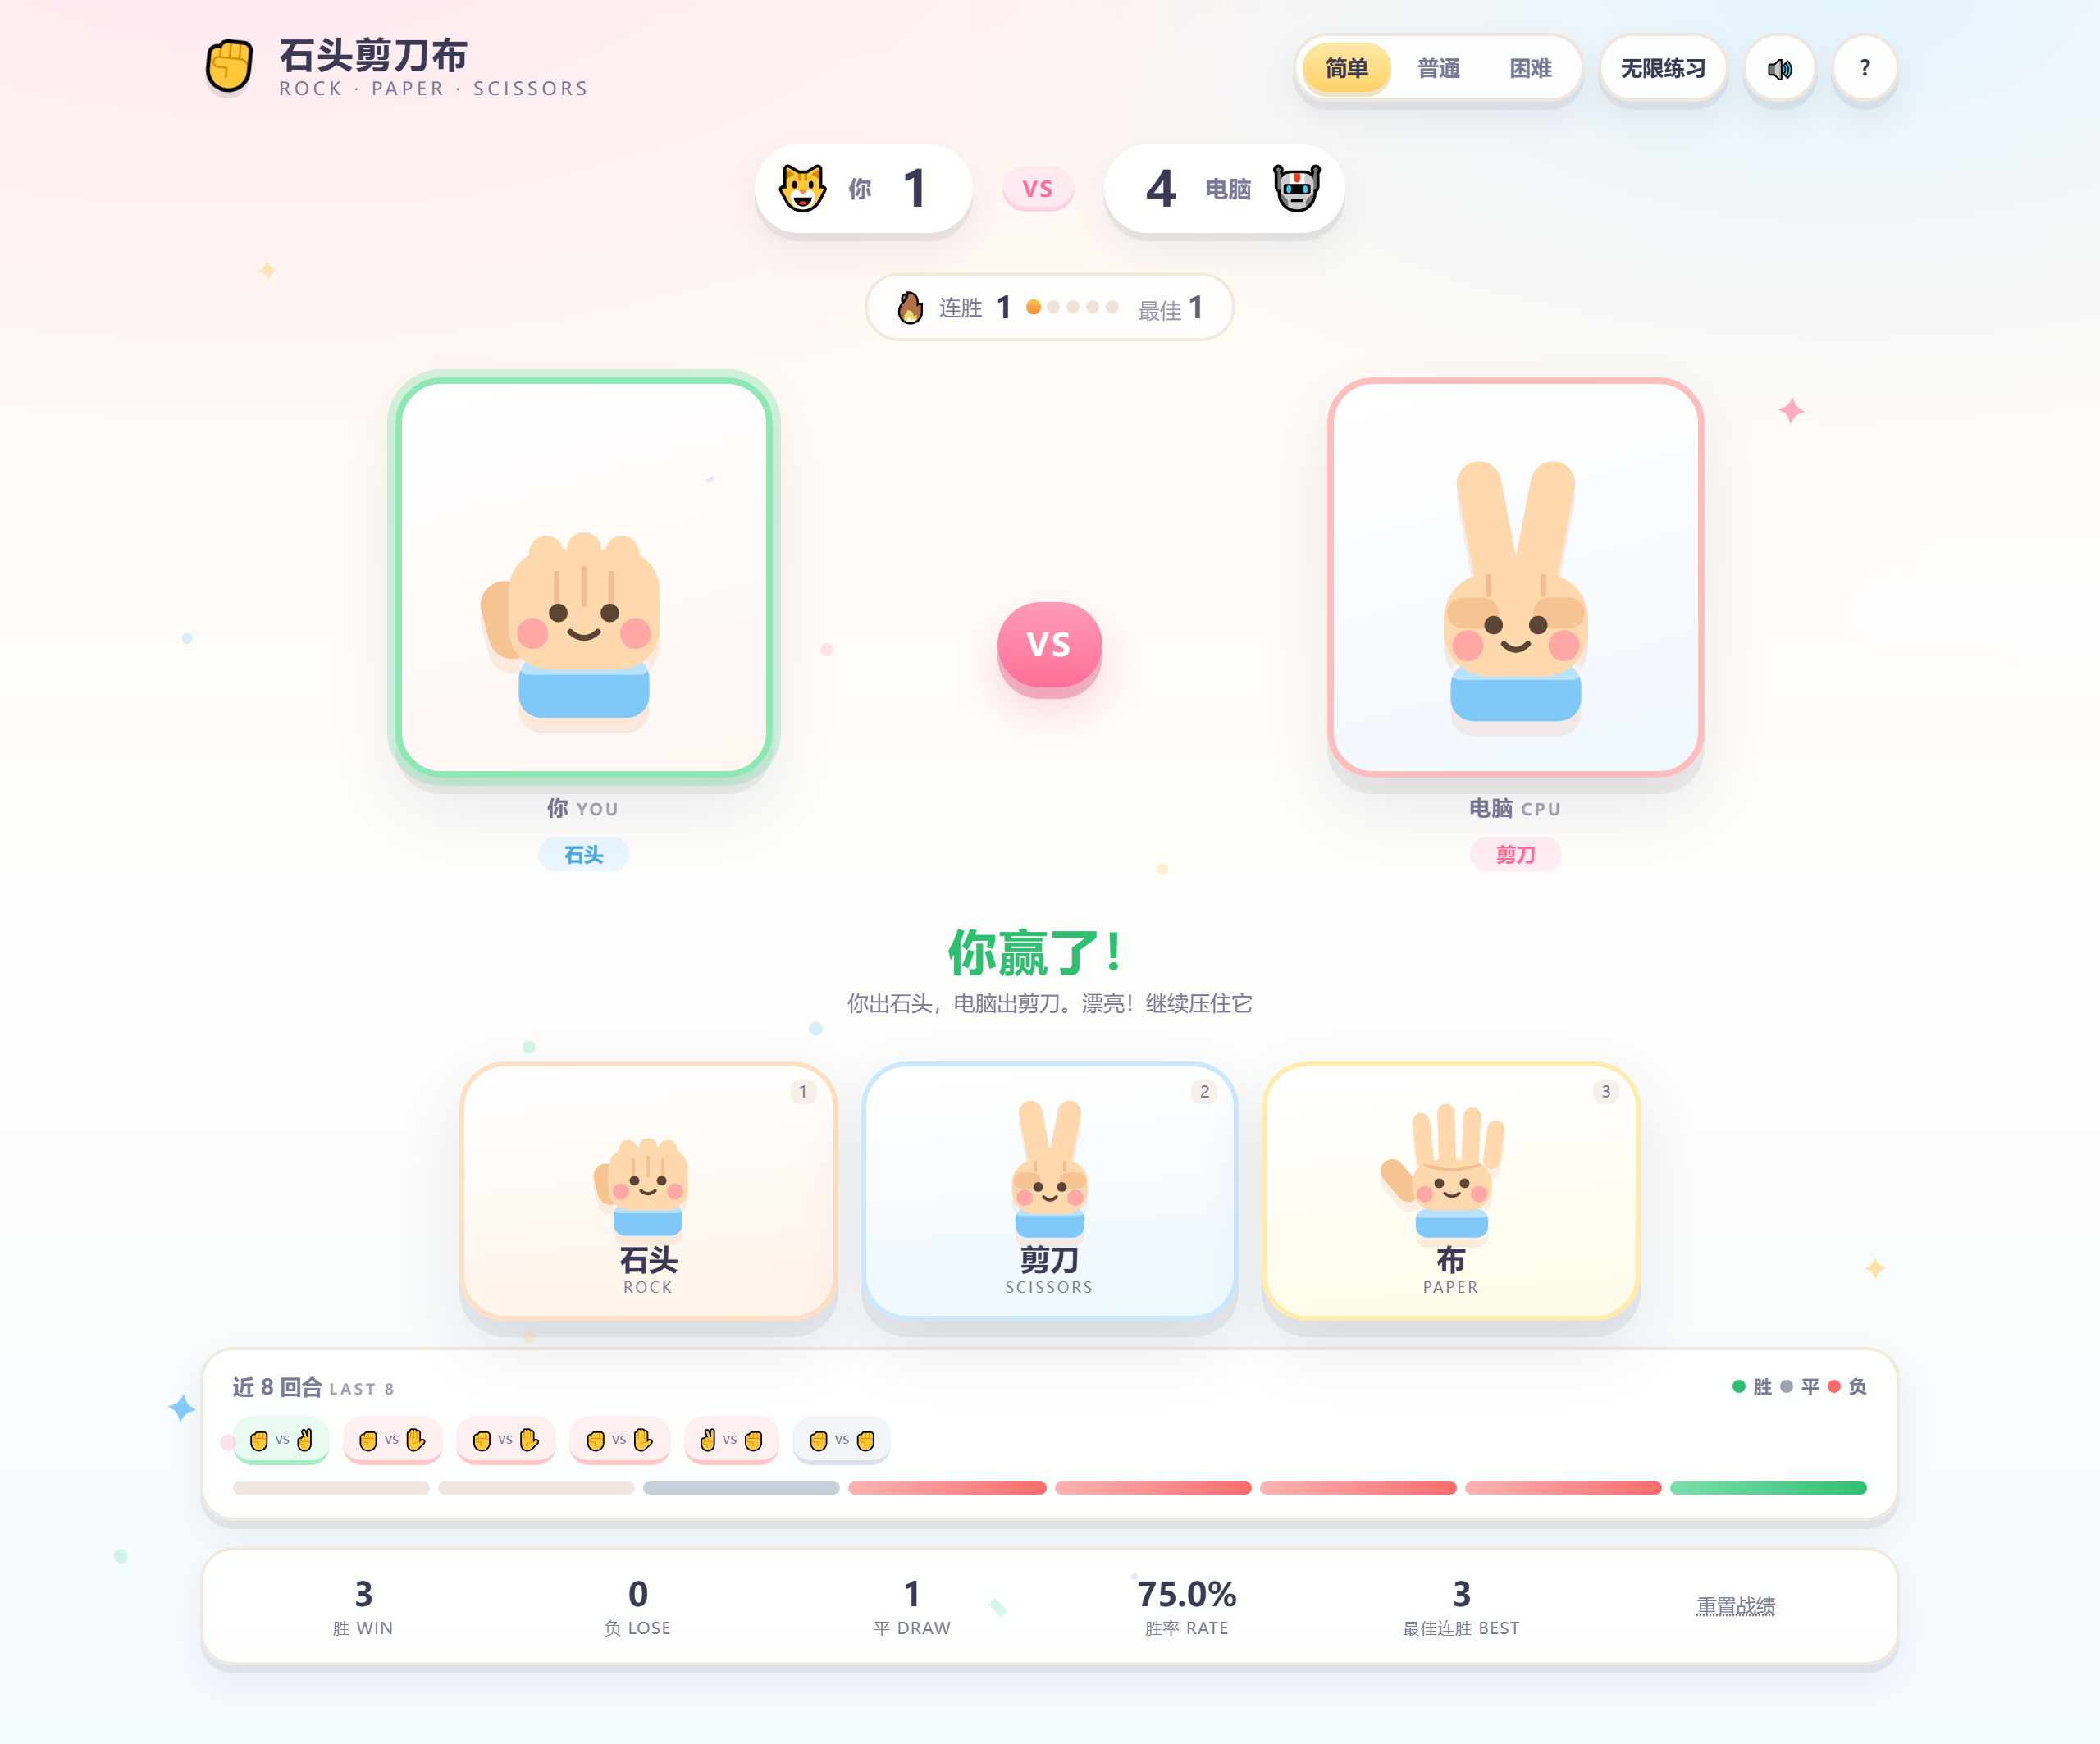 石头剪刀布
ROCK · PAPER · SCISSORS
简单 普通 困难 无限练习 ?
你 1 VS 4 电脑
连胜 1 最佳 1
VS
你 YOU
石头
电脑 CPU
剪刀
你赢了！
你出石头，电脑出剪刀。漂亮！继续压住它
1
石头
ROCK
2
剪刀
SCISSORS
3
布
PAPER
近 8 回合 LAST 8
胜 平 负
VS VS VS VS VS VS
3
胜 WIN
0
负 LOSE
1
平 DRAW
75.0%
胜率 RATE
3
最佳连胜 BEST
重置战绩